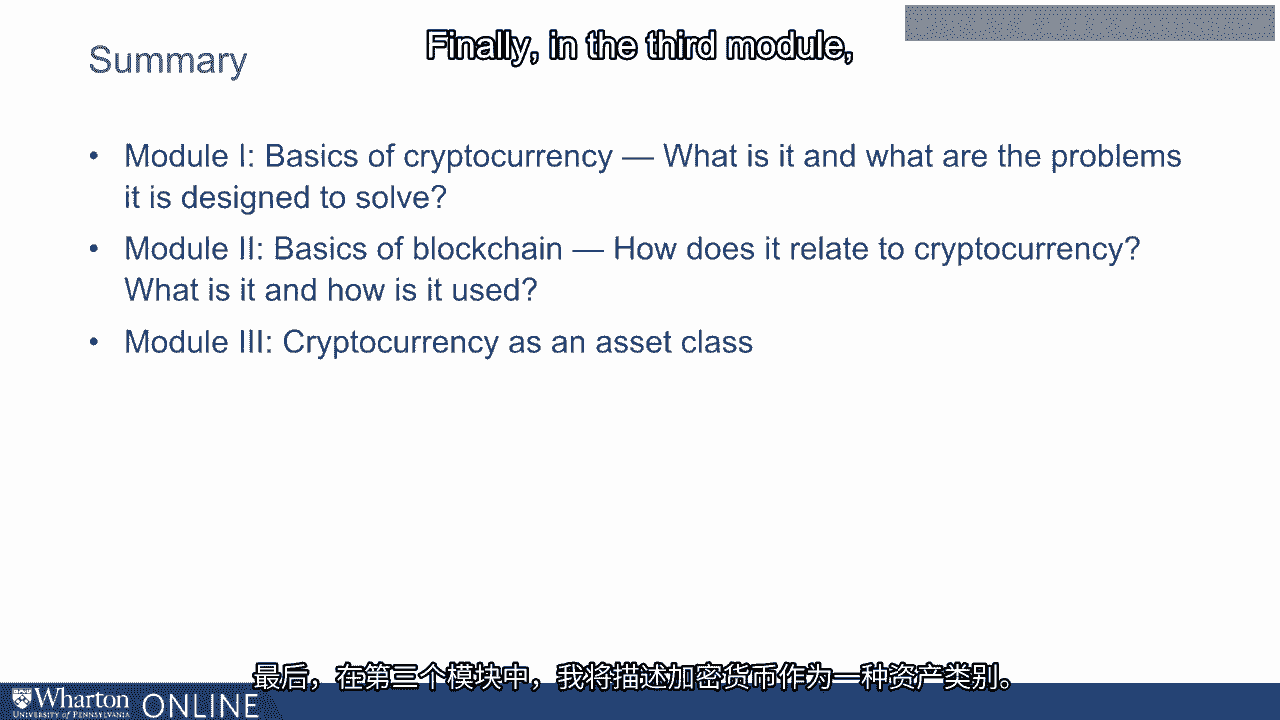 Finally, in the third module,
Summary
• Module I: Basics of cryptocurrency — What is it and what are the problems
it is designed to solve?
• Module II: Basics of blockchain — How does it relate to cryptocurrency?
What is it and how is it used?
• Module III: Cryptocurrency as an asset class
最后，在第三个模块中，我将描述加密货币作为一种资产类别。
Wharton ONLINE
UNIVERSITY of PENNSYLVANIA